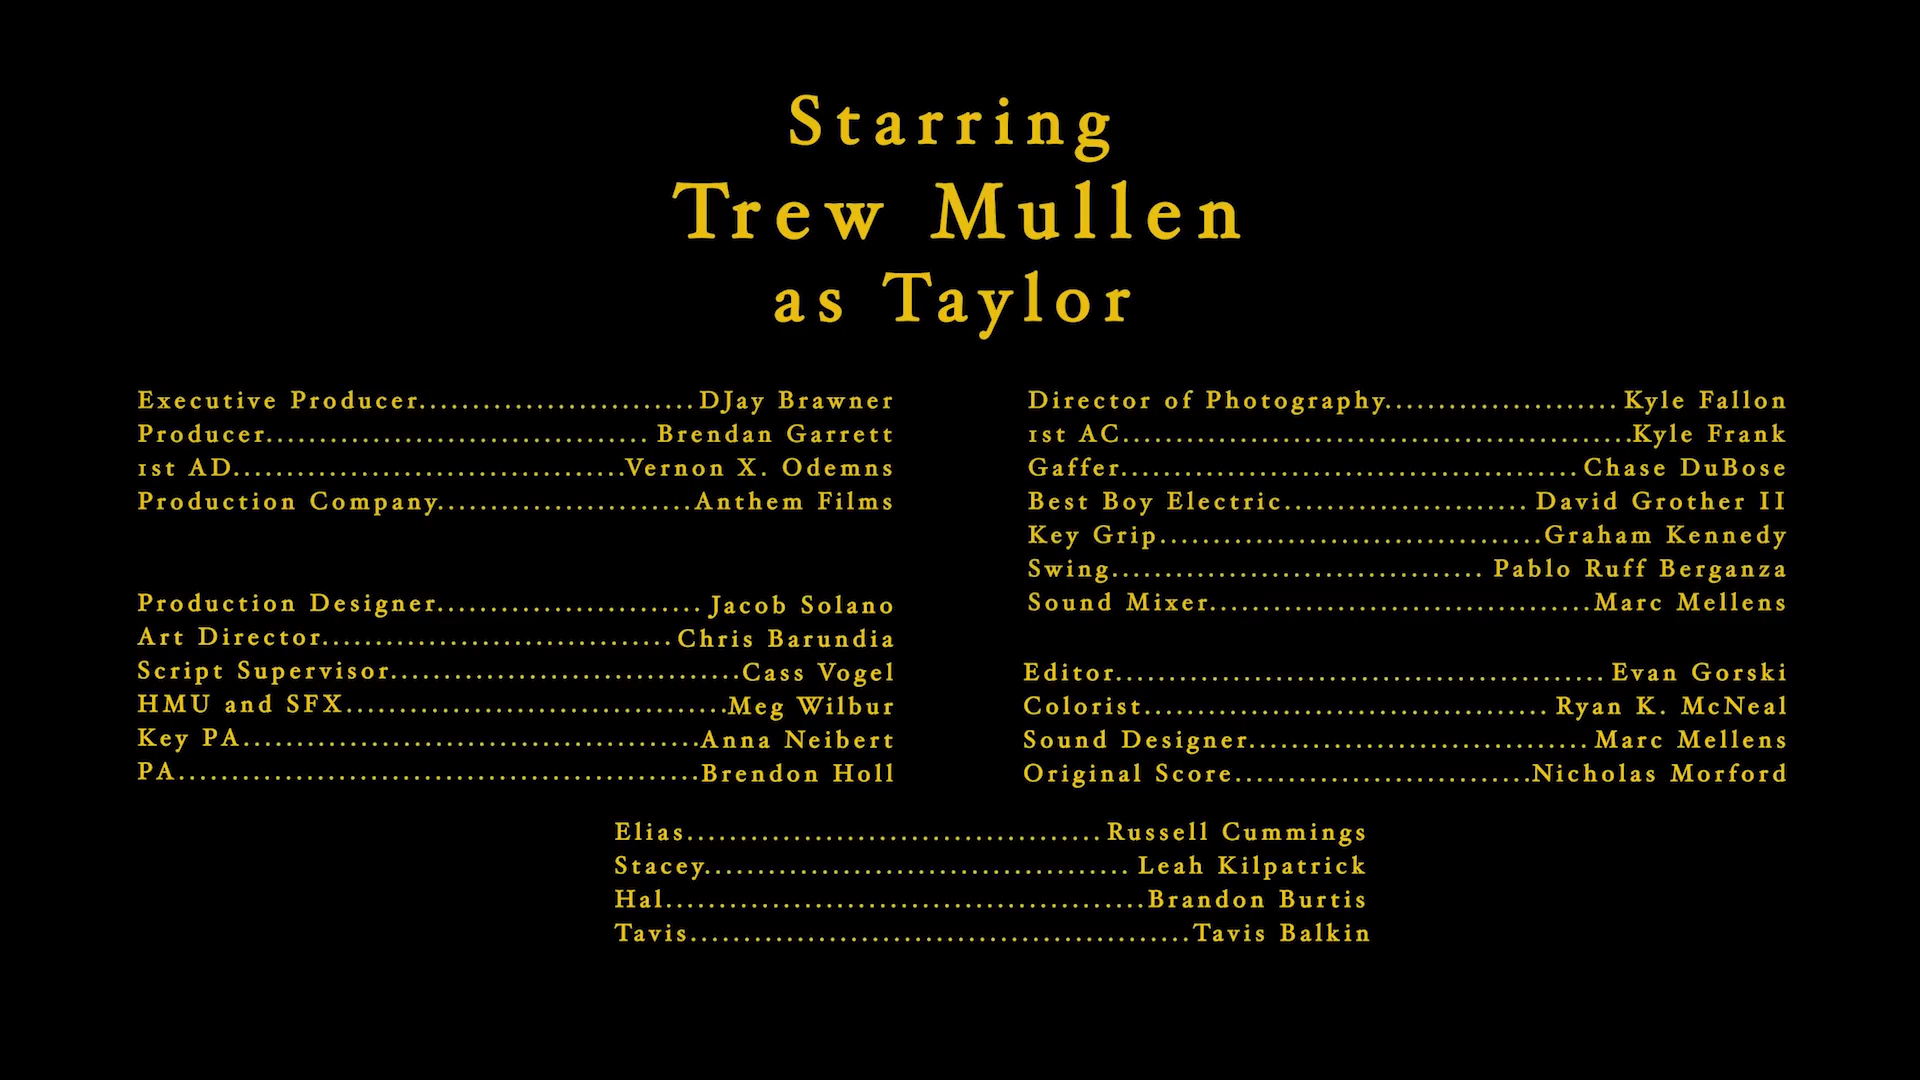 Starring
Trew Mullen
as Taylor
Executive Producer..........................DJay Brawner
Producer.................................... Brendan Garrett
1st AD.....................................Vernon X. Odemns
Production Company........................Anthem Films
Production Designer......................... Jacob Solano
Art Director.................................Chris Barundia
Script Supervisor.................................Cass Vogel
HMU and SFX....................................Meg Wilbur
Key PA...........................................Anna Neibert
PA.................................................Brendon Holl
Director of Photography...................... Kyle Fallon
1st AC................................................Kyle Frank
Gaffer........................................... Chase DuBose
Best Boy Electric....................... David Grother II
Key Grip....................................Graham Kennedy
Swing................................... Pablo Ruff Berganza
Sound Mixer....................................Marc Mellens
Editor.............................................. Evan Gorski
Colorist...................................... Ryan K. McNeal
Sound Designer................................ Marc Mellens
Original Score............................Nicholas Morford
Elias.......................................Russell Cummings
Stacey........................................ Leah Kilpatrick
Hal.............................................Brandon Burtis
Tavis...............................................Tavis Balkin